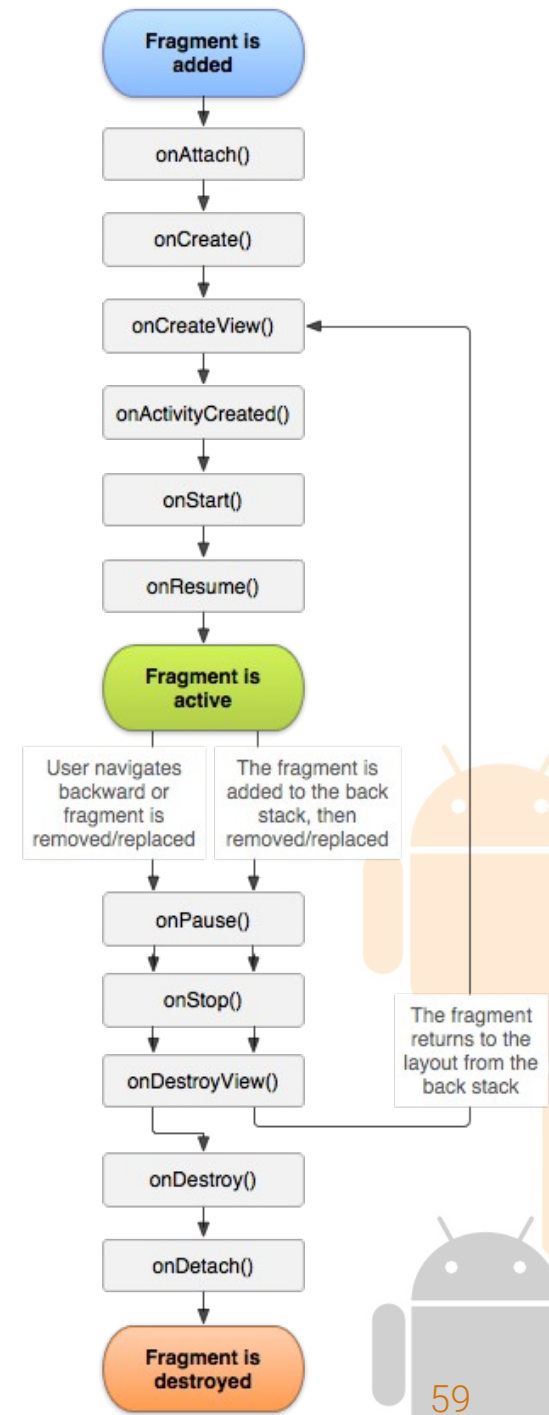 Fragment is
added
onAttach()
onCreate()
onCreateView()
onActivityCreated()
onStart()
onResume()
Fragment is
active
User navigates
backward or
fragment is
removed/replaced
The fragment is
added to the back
stack, then
removed/replaced
onPause()
onStop()
The fragment
returns to the
layout from the
back stack
onDestroyView()
onDestroy()
onDetach()
Fragment is
destroyed
59